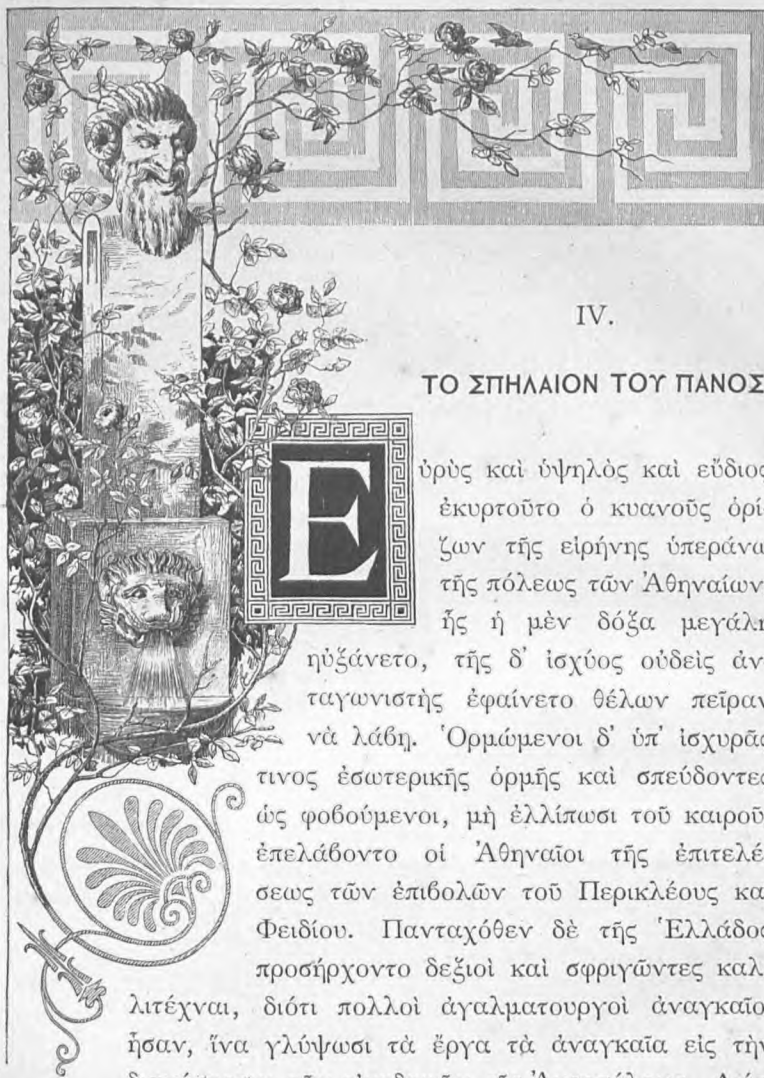 IV.
ΤΟ ΣΠΗΛΑΙΟΝ ΤΟΥ ΠΑΝΟΣ
Εὐρὺς καὶ ὑψηλὸς καὶ εὔδιος
ἐκυρτοῦτο ὁ κυανοῦς ὁρί-
ζων τῆς εἰρήνης ὑπεράνω
τῆς πόλεως τῶν Ἀθηναίων
ἧς ἡ μὲν δόξα μεγάλη
ηὐξάνετο, τῆς δ᾽ ἰσχύος οὐδεὶς ἀν-
ταγωνιστὴς ἐφαίνετο θέλων πεῖραν
νὰ λάβῃ. Ὁρμώμενοι δ᾽ ὑπ᾽ ἰσχυρᾶς
τινος ἐσωτερικῆς ὁρμῆς καὶ σπεύδοντες
ὡς φοβούμενοι, μὴ ἐλλίπωσι τοῦ καιροῦ
ἐπελάβοντο οἱ Ἀθηναῖοι τῆς ἐπιτελέ-
σεως τῶν ἐπιβολῶν τοῦ Περικλέους κα
Φειδίου. Πανταχόθεν δὲ τῆς Ἑλλάδος
προσήρχοντο δεξιοὶ καὶ σφριγῶντες καλ-
λιτέχναι, διότι πολλοὶ ἀγαλματουργοὶ ἀναγκαῖο
ἦσαν, ἵνα γλύψωσι τὰ ἔργα τὰ ἀναγκαῖα εἰς τὴν